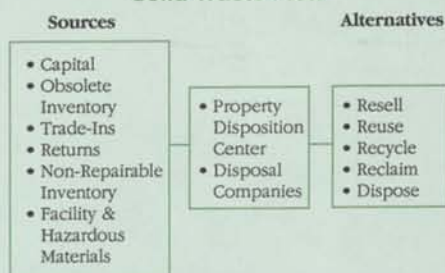 Sources
• Capital
• Obsolete
Inventory
• Trade-Ins
• Returns
• Non-Repairable
Inventory
• Facility &
Hazardous
Materials
• Property
Disposition
Center
• Disposal
Companies
Alternatives
• Resell
• Reuse
• Recycle
• Reclaim
• Dispose